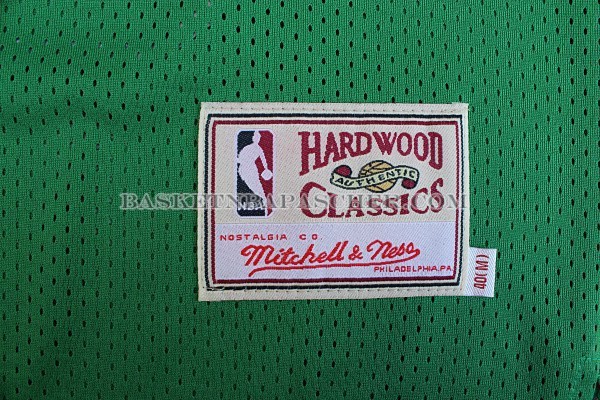 HARDWOOD
AUTHENTIC
CLASSICS
BASKETNBAPASCHER.COM
NOSTALGIA CO
Mitchell & Ness
PHILADELPHIA, PA.
40(M)